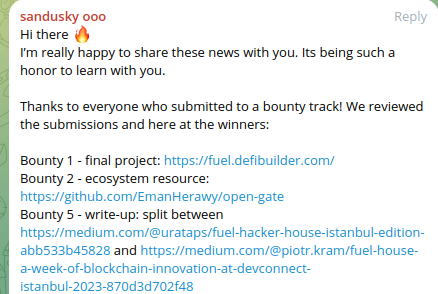 sandusky ooo
Reply
Hi there 🔥
I'm really happy to share these news with you. Its being such a
honor to learn with you.
Thanks to everyone who submitted to a bounty track! We reviewed
the submissions and here at the winners:
Bounty 1 - final project: https://fuel.defibuilder.com/
Bounty 2 - ecosystem resource:
https://github.com/EmanHerawy/open-gate
Bounty 5 - write-up: split between
https://medium.com/@urataps/fuel-hacker-house-istanbul-edition-
abb533b45828 and https://medium.com/@piotr.kram/fuel-house-
a-week-of-blockchain-innovation-at-devconnect-
istanbul-2023-870d3d702f48